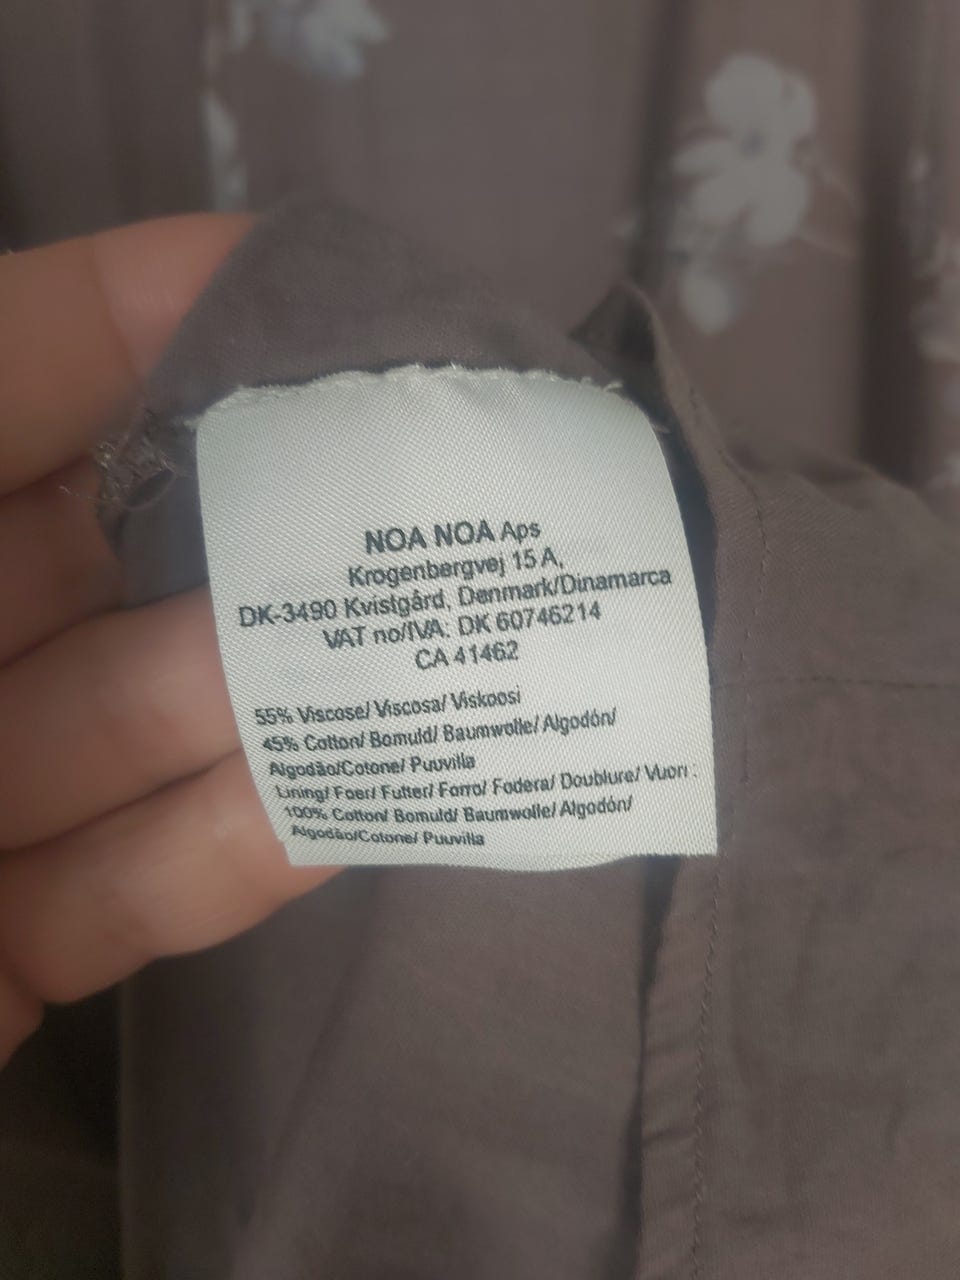 NOA NOA Aps
Krogenbergvej 15 A,
DK-3490 Kvistgård, Denmark/Dinamarca
VAT no/IVA: DK 60746214
CA 41462
55% Viscose/ Viscosa/ Viskoosi
45% Cotton/ Bomuld/ Baumwolle/ Algodón/
Algodão/Cotone/ Puuvilla
Lining/ Foer/ Futter/ Forro/ Fodera/ Doublure/ Vuori :
100% Cotton/ Bomuld/ Baumwolle/ Algodón/
Algodão/Cotone/ Puuvilla